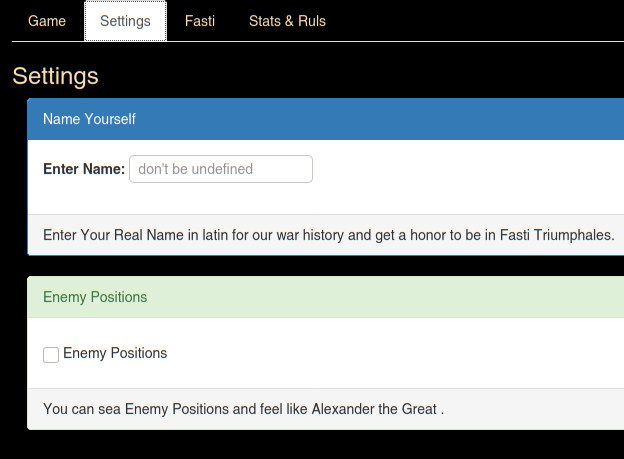 Game Settings Fasti Stats & Ruls
Settings
Name Yourself
Enter Name: don't be undefined
Enter Your Real Name in latin for our war history and get a honor to be in Fasti Triumphales.
Enemy Positions
Enemy Positions
You can sea Enemy Positions and feel like Alexander the Great .